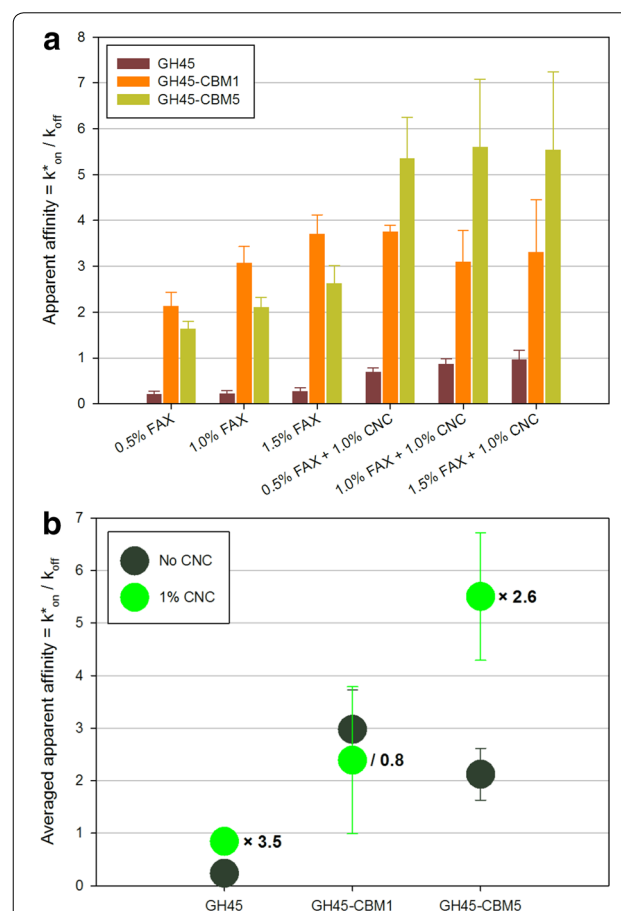 a
8
7
6
5
4
3
2
1
0
Apparent affinity = k*on / koff
GH45
GH45-CBM1
GH45-CBM5
0.5% FAX
1.0% FAX
1.5% FAX
0.5% FAX + 1.0% CNC
1.0% FAX + 1.0% CNC
1.5% FAX + 1.0% CNC
b
7
6
5
4
3
2
1
0
Averaged apparent affinity = k*on / koff
No CNC
1% CNC
× 2.6
/ 0.8
× 3.5
GH45
GH45-CBM1
GH45-CBM5